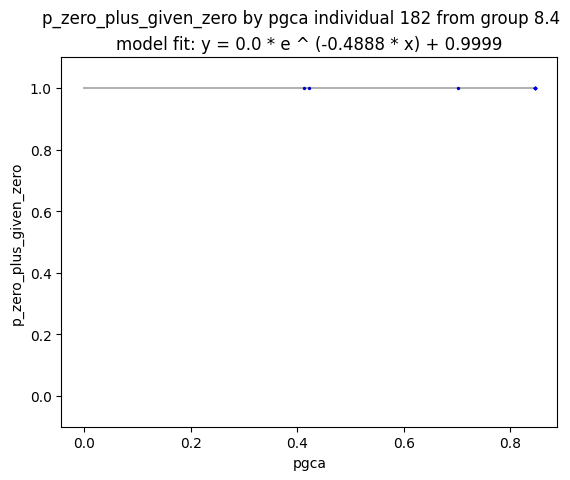 p_zero_plus_given_zero by pgca individual 182 from group 8.4
model fit: y = 0.0 * e ^ (-0.4888 * x) + 0.9999
1.0
0.8
0.6
0.4
0.2
0.0
p_zero_plus_given_zero
0.0 0.2 0.4 0.6 0.8
pgca